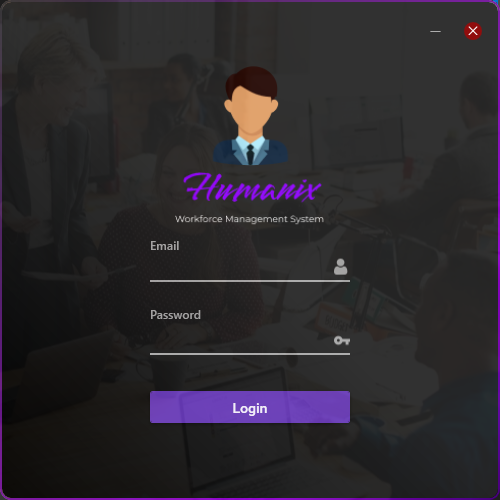 Humanix
Workforce Management System
Email
Password
Login